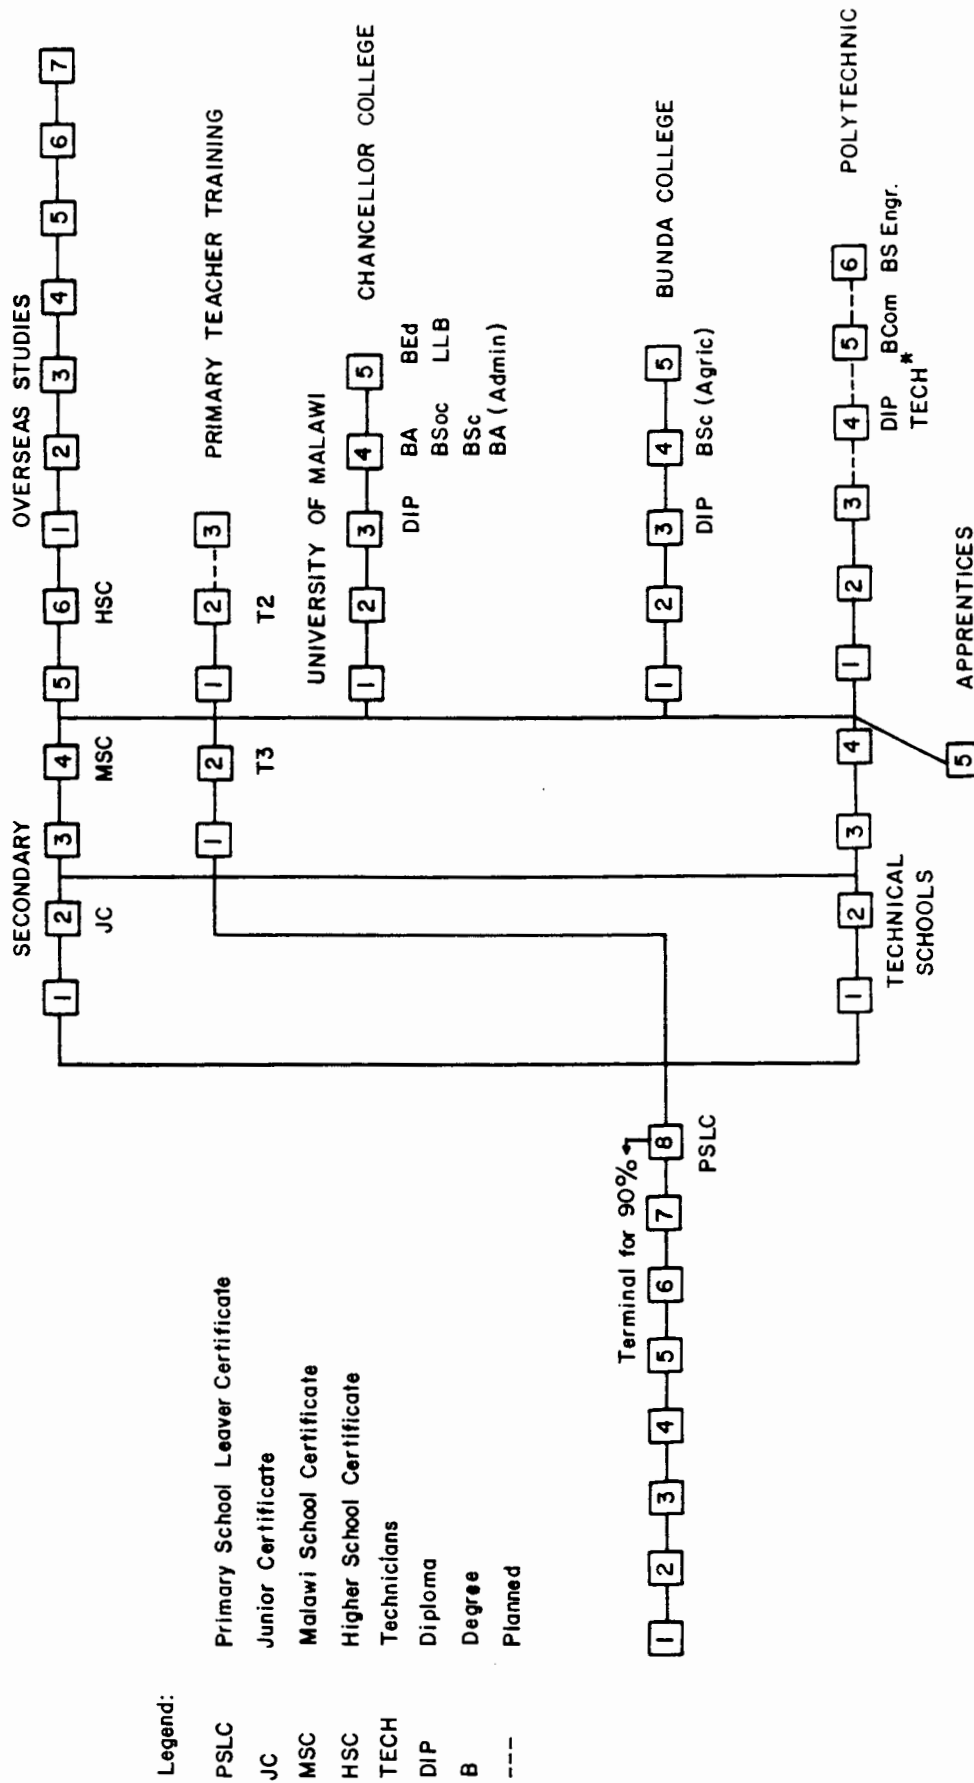 SECONDARY
OVERSEAS STUDIES
1 2 3 4 5 6 1 2 3 4 5 6 7
JC MSC HSC
Legend:
PSLC Primary School Leaver Certificate
JC Junior Certificate
MSC Malawi School Certificate
HSC Higher School Certificate
TECH Technicians
DIP Diploma
B Degree
--- Planned
1 2 1 2 3
PRIMARY TEACHER TRAINING
T3 T2
UNIVERSITY OF MALAWI
1 2 3 4 5
CHANCELLOR COLLEGE
DIP BA BEd
BSoc LLB
BSc
BA (Admin)
Terminal for 90%
1 2 3 4 5 6 7 8
PSLC
1 2 3 4 5
BUNDA COLLEGE
DIP BSc (Agric)
1 2 3 4 1 2 3 4 5 6
POLYTECHNIC
TECHNICAL
SCHOOLS
DIP BCom BS Engr.
TECH*
5
APPRENTICES